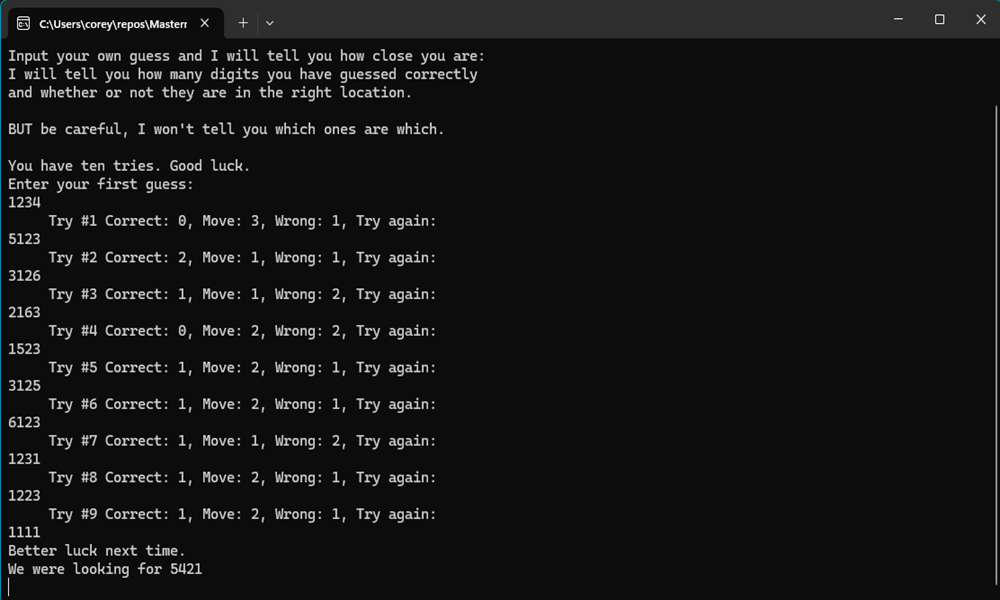 C:\Users\corey\repos\Masterr
Input your own guess and I will tell you how close you are:
I will tell you how many digits you have guessed correctly
and whether or not they are in the right location.
BUT be careful, I won't tell you which ones are which.
You have ten tries. Good luck.
Enter your first guess:
1234
Try #1 Correct: 0, Move: 3, Wrong: 1, Try again:
5123
Try #2 Correct: 2, Move: 1, Wrong: 1, Try again:
3126
Try #3 Correct: 1, Move: 1, Wrong: 2, Try again:
2163
Try #4 Correct: 0, Move: 2, Wrong: 2, Try again:
1523
Try #5 Correct: 1, Move: 2, Wrong: 1, Try again:
3125
Try #6 Correct: 1, Move: 2, Wrong: 1, Try again:
6123
Try #7 Correct: 1, Move: 1, Wrong: 2, Try again:
1231
Try #8 Correct: 1, Move: 2, Wrong: 1, Try again:
1223
Try #9 Correct: 1, Move: 2, Wrong: 1, Try again:
1111
Better luck next time.
We were looking for 5421